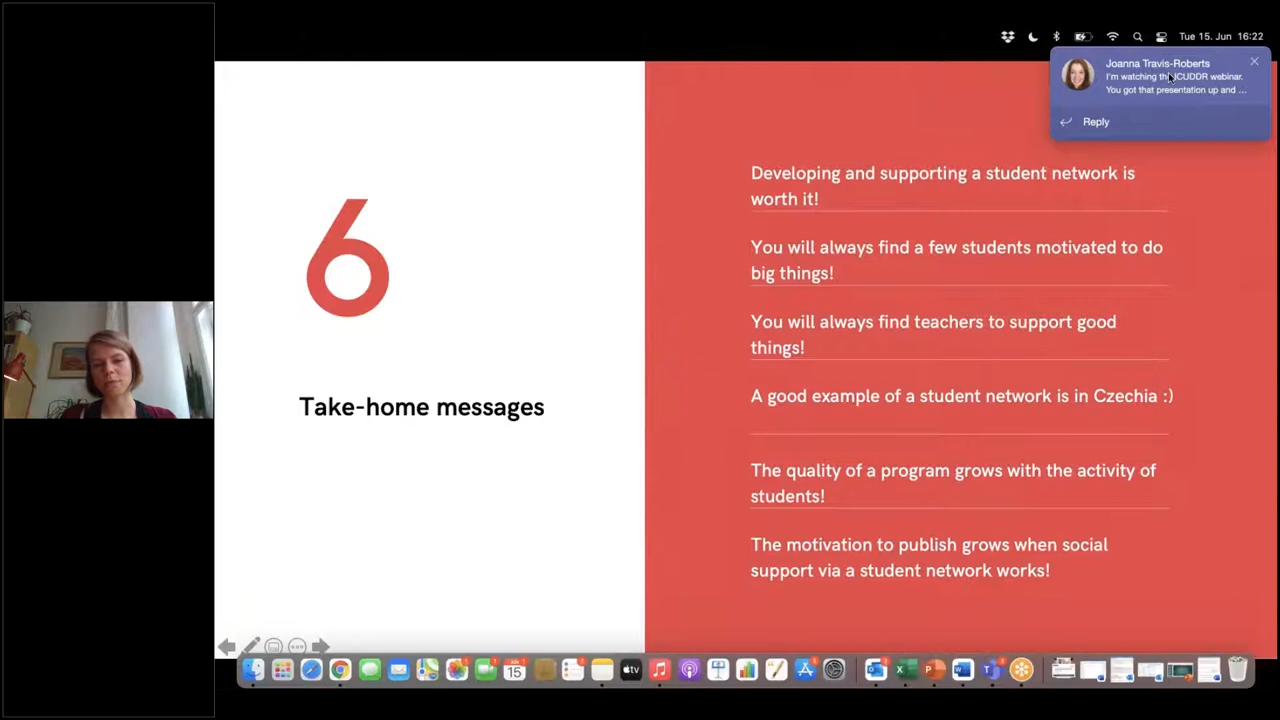 Tue 15. Jun 16:22
Joanna Travis-Roberts
I'm watching the ICUDDR webinar.
You got that presentation up and ...
Reply
6
Take-home messages
Developing and supporting a student network is
worth it!
You will always find a few students motivated to do
big things!
You will always find teachers to support good
things!
A good example of a student network is in Czechia :)
The quality of a program grows with the activity of
students!
The motivation to publish grows when social
support via a student network works!
15
tv